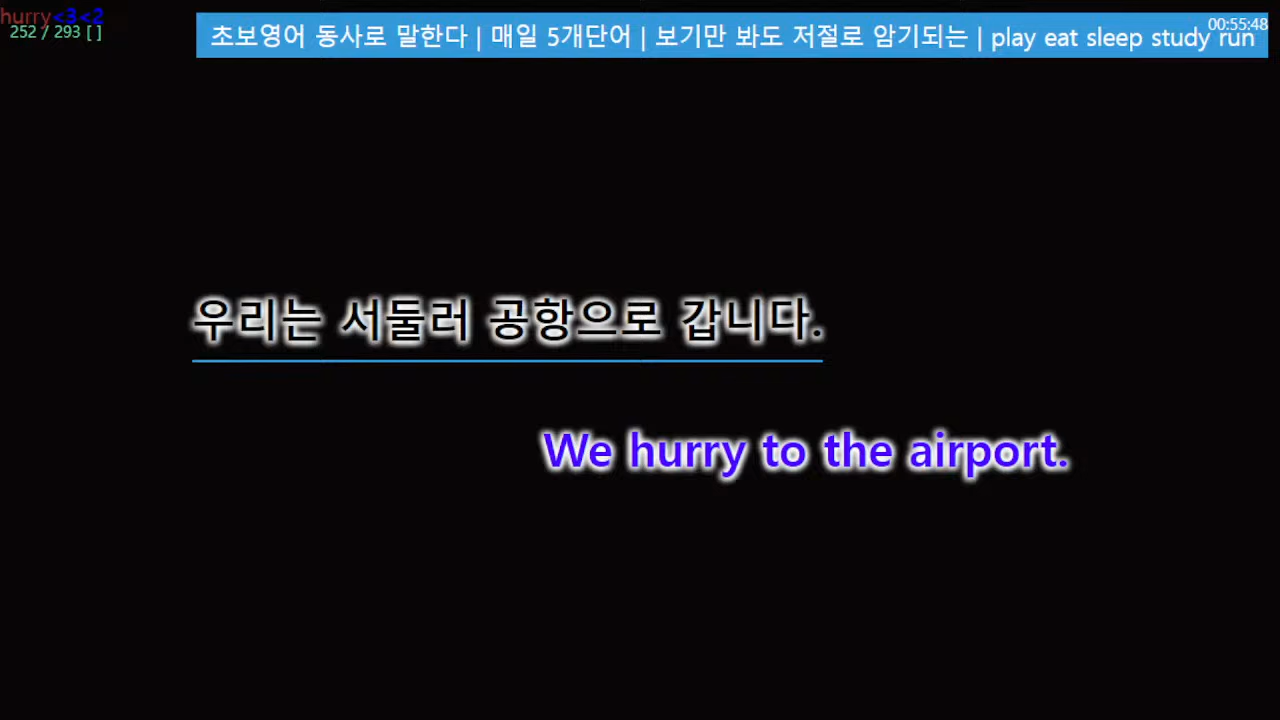 hurry<3<2
252 / 293 [ ]
초보영어 동사로 말한다 | 매일 5개단어 | 보기만 봐도 저절로 암기되는 | play eat sleep study run
00:55:48
우리는 서둘러 공항으로 갑니다.
We hurry to the airport.